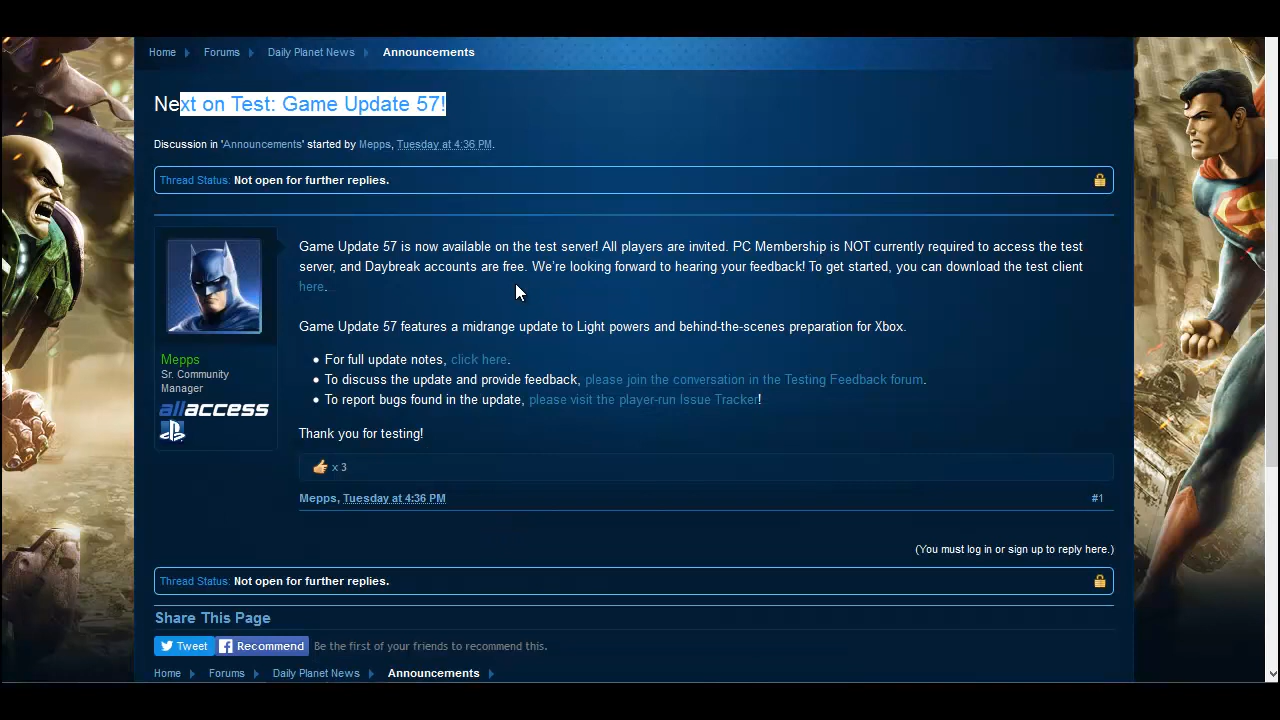 Home Forums Daily Planet News Announcements
Next on Test: Game Update 57!
Discussion in 'Announcements' started by Mepps, Tuesday at 4:36 PM.
Thread Status: Not open for further replies.
Game Update 57 is now available on the test server! All players are invited. PC Membership is NOT currently required to access the test
server, and Daybreak accounts are free. We're looking forward to hearing your feedback! To get started, you can download the test client
here.
Game Update 57 features a midrange update to Light powers and behind-the-scenes preparation for Xbox.
Mepps
Sr. Community
Manager
allaccess
• For full update notes, click here.
• To discuss the update and provide feedback, please join the conversation in the Testing Feedback forum.
• To report bugs found in the update, please visit the player-run Issue Tracker!
Thank you for testing!
x 3
Mepps, Tuesday at 4:36 PM #1
(You must log in or sign up to reply here.)
Thread Status: Not open for further replies.
Share This Page
Tweet Recommend Be the first of your friends to recommend this.
Home Forums Daily Planet News Announcements